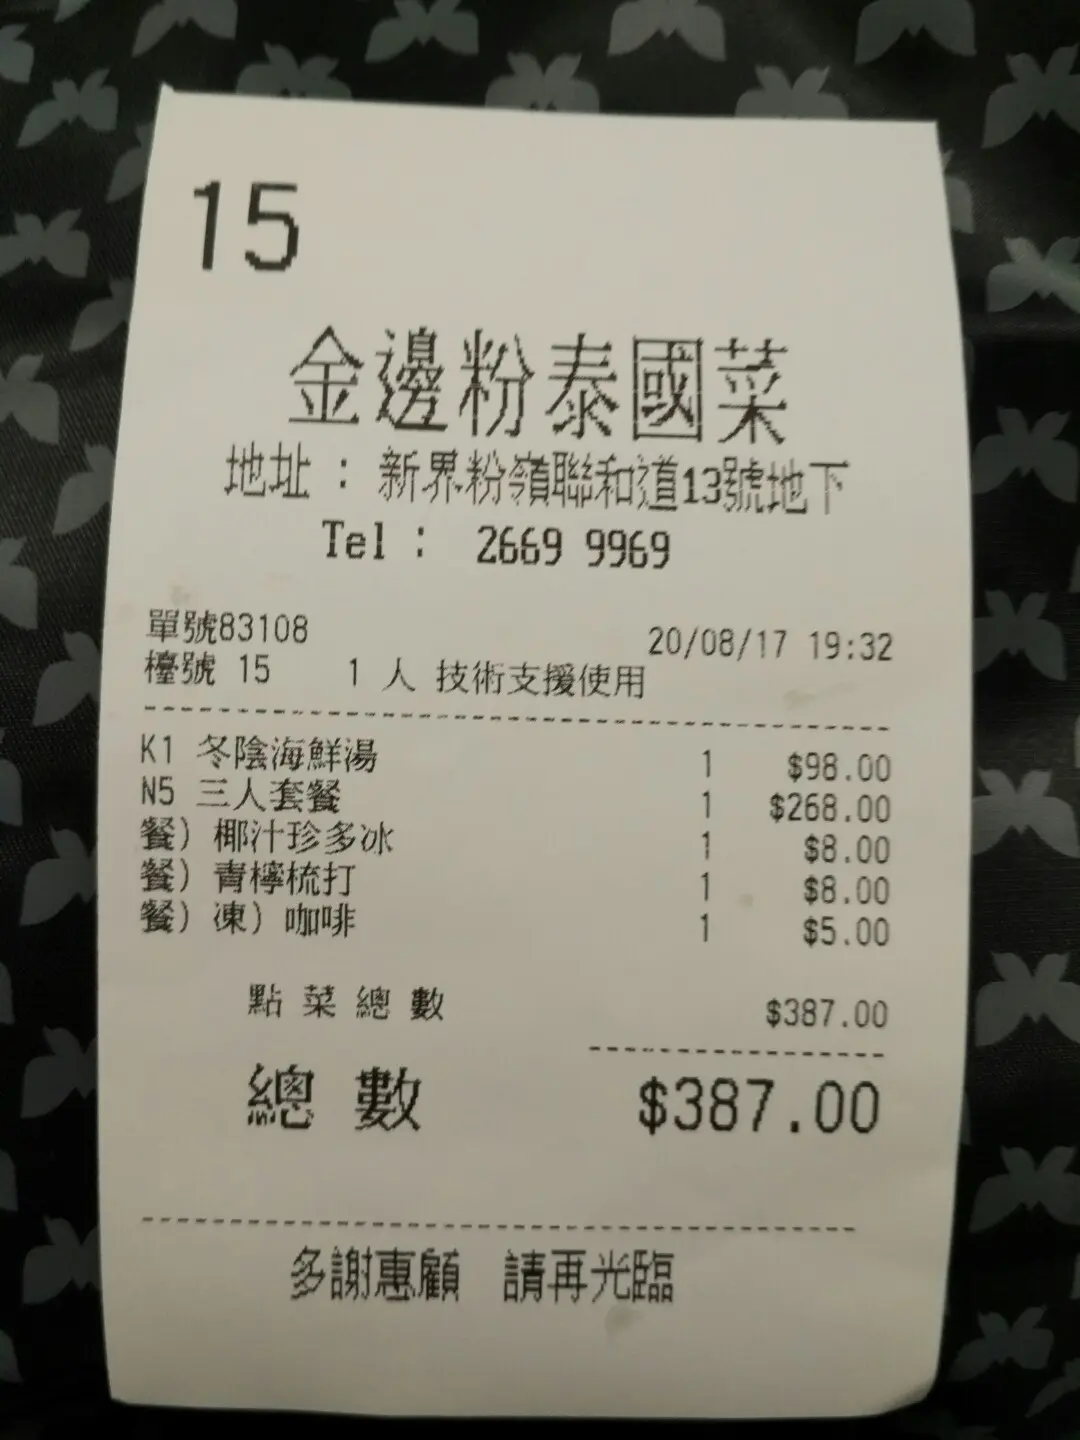 15
金邊粉泰國菜
地址：新界粉嶺聯和道13號地下
Tel： 2669 9969
單號83108 20/08/17 19:32
檯號 15 1 人 技術支援使用
K1 冬陰海鮮湯 1 $98.00
N5 三人套餐 1 $268.00
餐）椰汁珍多冰 1 $8.00
餐）青檸梳打 1 $8.00
餐）凍）咖啡 1 $5.00
點菜總數 $387.00
總數 $387.00
多謝惠顧 請再光臨